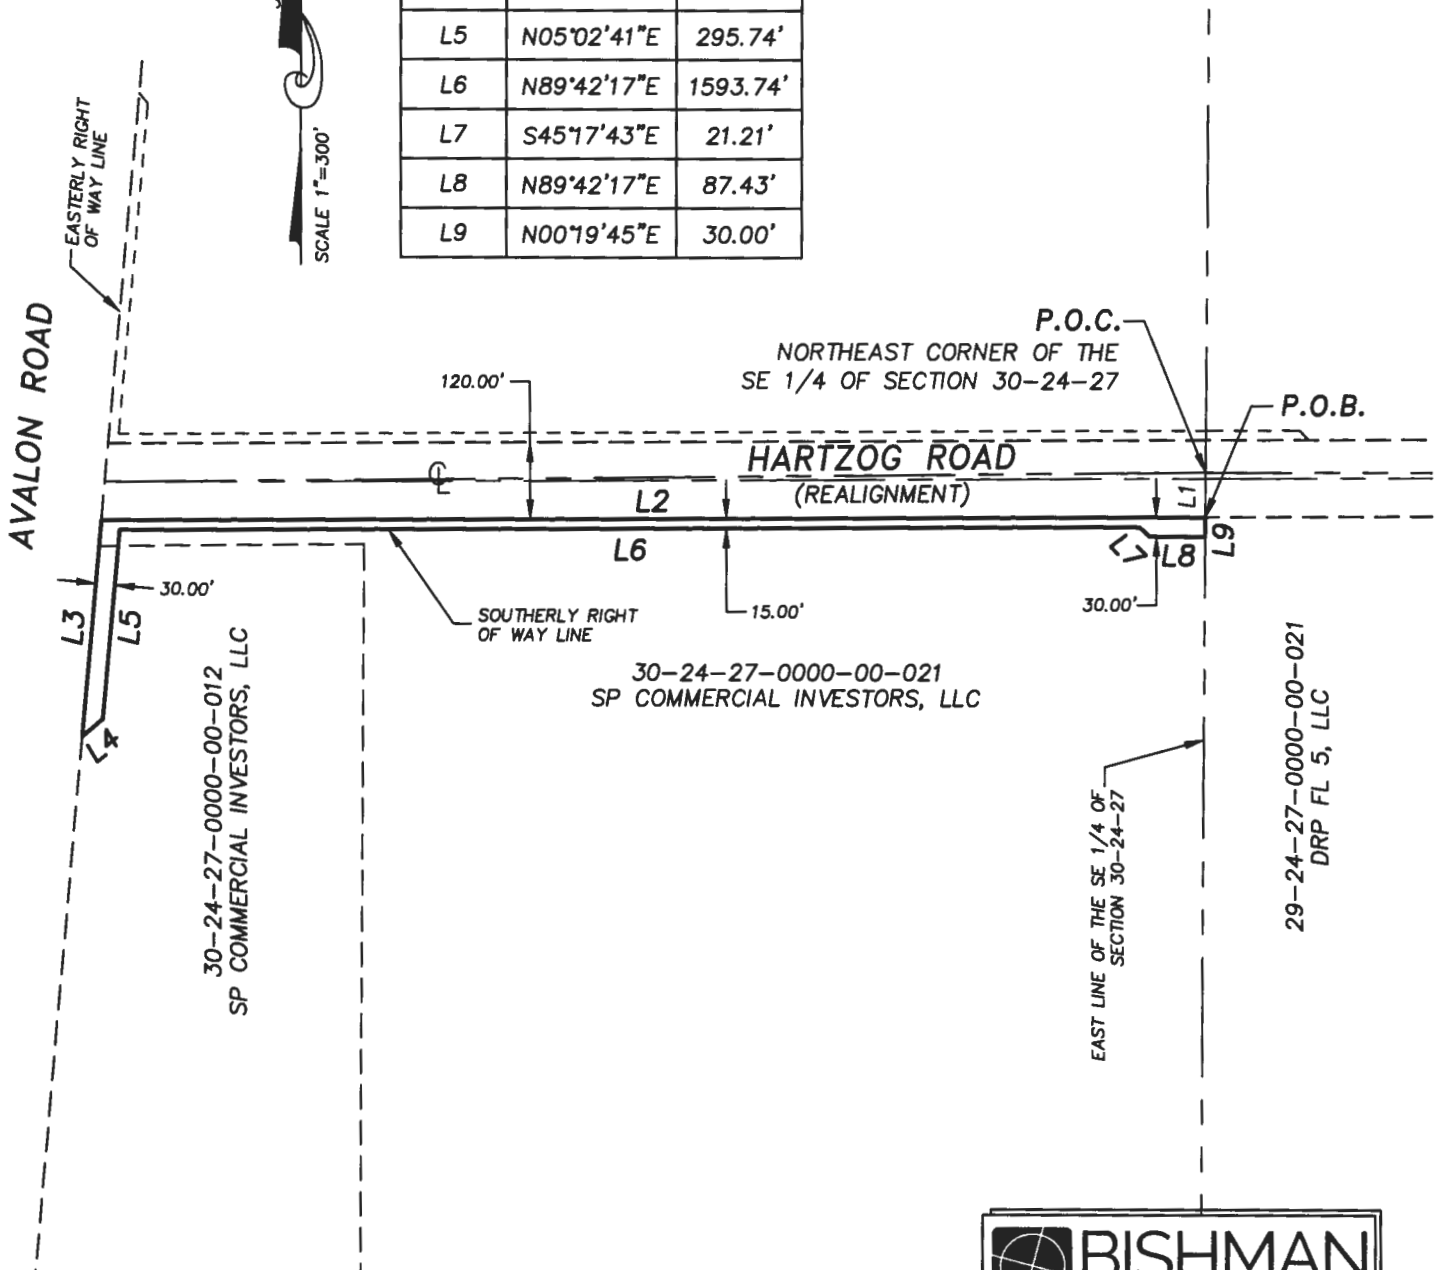 L5 N05°02'41"E 295.74'
L6 N89°42'17"E 1593.74'
L7 S45°17'43"E 21.21'
L8 N89°42'17"E 87.43'
L9 N00°19'45"E 30.00'
SCALE 1"=300'
EASTERLY RIGHT
OF WAY LINE
AVALON ROAD
P.O.C.
NORTHEAST CORNER OF THE
SE 1/4 OF SECTION 30-24-27
120.00'
P.O.B.
HARTZOG ROAD
(REALIGNMENT)
CL
L1
L2
L6
L7
L8
L9
L3
L5
30.00'
SOUTHERLY RIGHT
OF WAY LINE
15.00'
30.00'
L4
30-24-27-0000-00-021
SP COMMERCIAL INVESTORS, LLC
30-24-27-0000-00-012
SP COMMERCIAL INVESTORS, LLC
29-24-27-0000-00-021
DRP FL 5, LLC
EAST LINE OF THE SE 1/4 OF
SECTION 30-24-27
BISHMAN